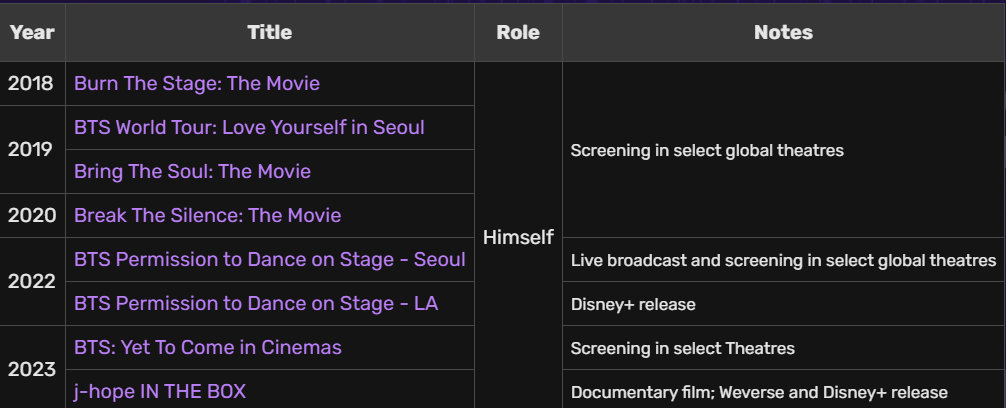 Year Title Role Notes
2018 Burn The Stage: The Movie
BTS World Tour: Love Yourself in Seoul
2019
Screening in select global theatres
Bring The Soul: The Movie
2020 Break The Silence: The Movie
Himself
BTS Permission to Dance on Stage - Seoul Live broadcast and screening in select global theatres
2022
BTS Permission to Dance on Stage - LA Disney+ release
BTS: Yet To Come in Cinemas Screening in select Theatres
2023
j-hope IN THE BOX Documentary film; Weverse and Disney+ release